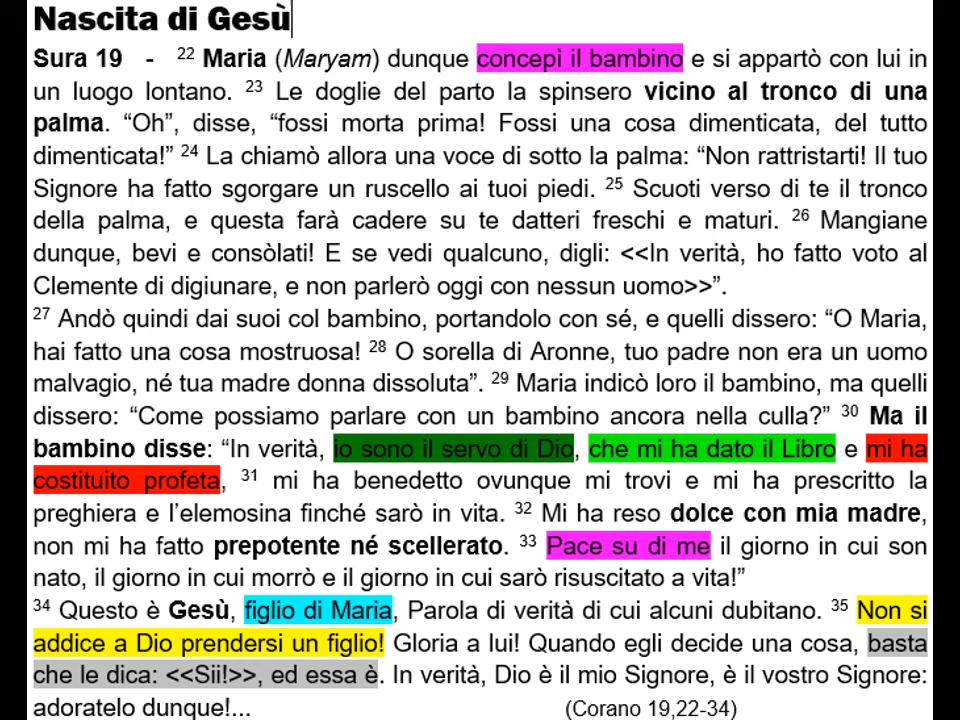 Nascita di Gesù
Sura 19 - 22 Maria (Maryam) dunque concepì il bambino e si appartò con lui in
un luogo lontano. 23 Le doglie del parto la spinsero vicino al tronco di una
palma. “Oh”, disse, “fossi morta prima! Fossi una cosa dimenticata, del tutto
dimenticata!” 24 La chiamò allora una voce di sotto la palma: “Non rattristarti! Il tuo
Signore ha fatto sgorgare un ruscello ai tuoi piedi. 25 Scuoti verso di te il tronco
della palma, e questa farà cadere su te datteri freschi e maturi. 26 Mangiane
dunque, bevi e consòlati! E se vedi qualcuno, digli: <<In verità, ho fatto voto al
Clemente di digiunare, e non parlerò oggi con nessun uomo>>”.
27 Andò quindi dai suoi col bambino, portandolo con sé, e quelli dissero: “O Maria,
hai fatto una cosa mostruosa! 28 O sorella di Aronne, tuo padre non era un uomo
malvagio, né tua madre donna dissoluta”. 29 Maria indicò loro il bambino, ma quelli
dissero: “Come possiamo parlare con un bambino ancora nella culla?” 30 Ma il
bambino disse: “In verità, io sono il servo di Dio, che mi ha dato il Libro e mi ha
costituito profeta, 31 mi ha benedetto ovunque mi trovi e mi ha prescritto la
preghiera e l’elemosina finché sarò in vita. 32 Mi ha reso dolce con mia madre,
non mi ha fatto prepotente né scellerato. 33 Pace su di me il giorno in cui son
nato, il giorno in cui morrò e il giorno in cui sarò risuscitato a vita!”
34 Questo è Gesù, figlio di Maria, Parola di verità di cui alcuni dubitano. 35 Non si
addice a Dio prendersi un figlio! Gloria a lui! Quando egli decide una cosa, basta
che le dica: <<Sii!>>, ed essa è. In verità, Dio è il mio Signore, è il vostro Signore:
adoratelo dunque!... (Corano 19,22-34)